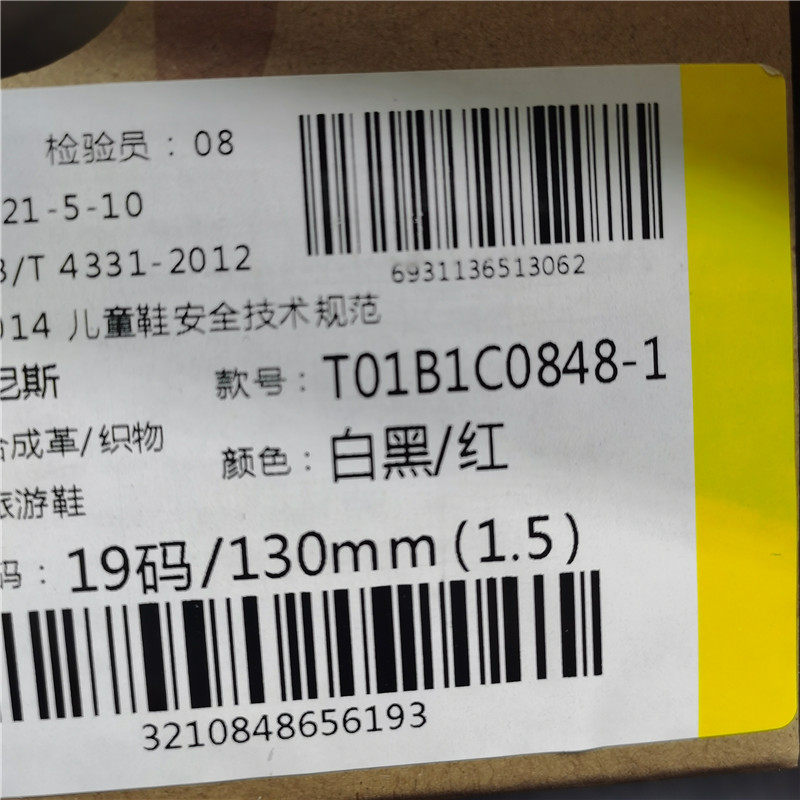 检验员：08
21-5-10
/T 4331-2012
014 儿童鞋安全技术规范
尼斯
款号：T01B1C0848-1
合成革/织物
颜色：白黑/红
旅游鞋
码：19码/130mm(1.5)
6931136513062
3210848656193